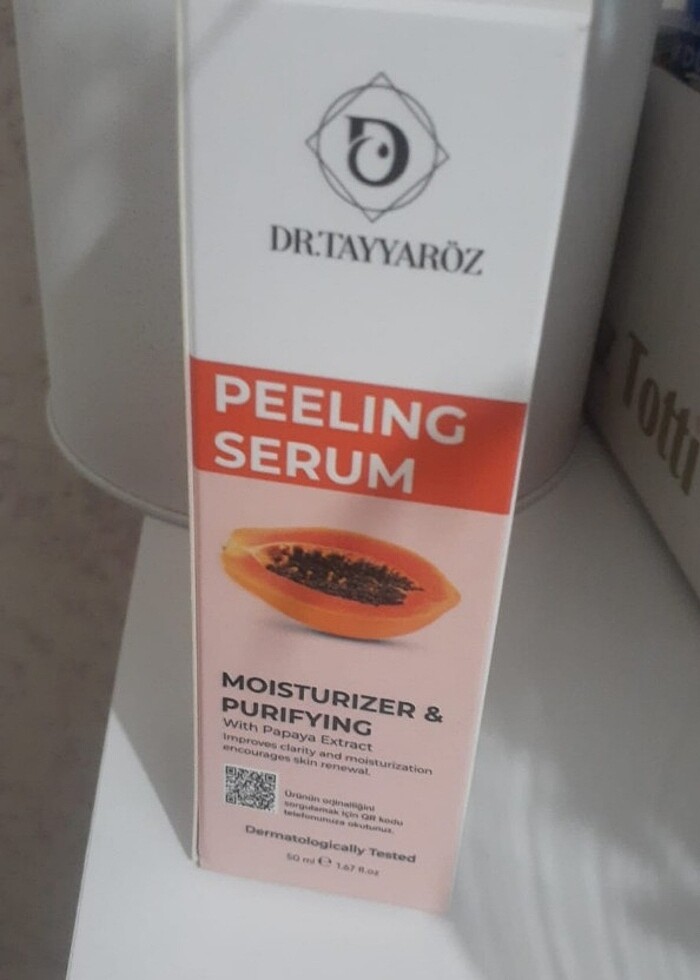 DR.TAYYARÖZ
PEELING
SERUM
MOISTURIZER &
PURIFYING
With Papaya Extract
Improves clarity and moisturization
encourages skin renewal.
Ürünün orjinalliğini
sorgulamak için QR kodu
telefonunuza okutunuz.
Dermatologically Tested
50 ml ℮ 1.67 fl.oz
Totti